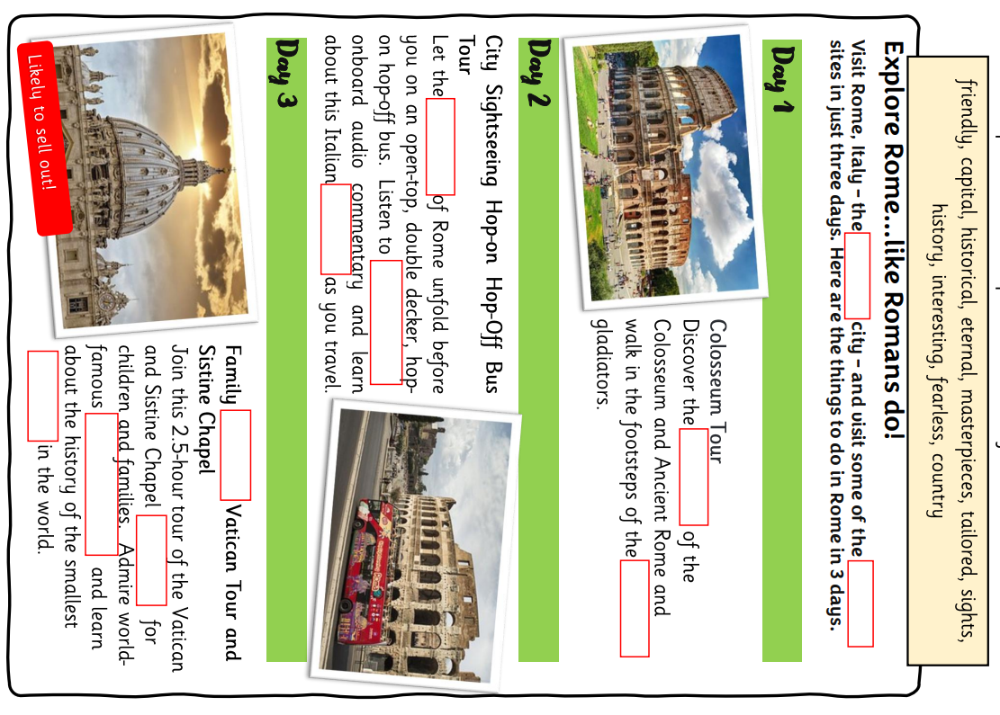 friendly, capital, historical, eternal, masterpieces, tailored, sights,
history, interesting, fearless, country
Explore Rome...like Romans do!
Visit Rome, Italy – the city – and visit some of the
sites in just three days. Here are the things to do in Rome in 3 days.
Day 1
Colosseum Tour
Discover the of the
Colosseum and Ancient Rome and
walk in the footsteps of the
gladiators.
Day 2
City Sightseeing Hop-on Hop-Off Bus
Tour
Let the of Rome unfold before
you on an open-top, double decker, hop-
on hop-off bus. Listen to
onboard audio commentary and learn
about this Italian as you travel.
Day 3
Likely to sell out!
Family Vatican Tour and
Sistine Chapel
Join this 2.5-hour tour of the Vatican
and Sistine Chapel for
children and families. Admire world-
famous and learn
about the history of the smallest
in the world.